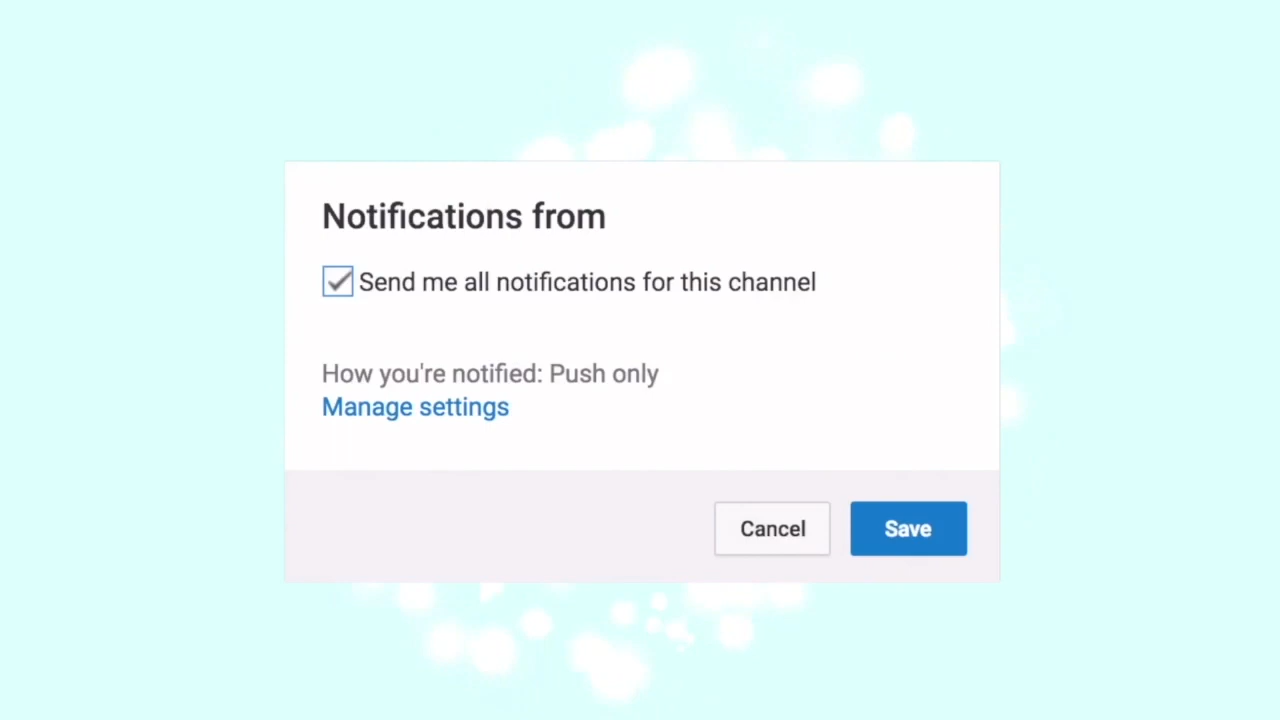 Notifications from
Send me all notifications for this channel
How you're notified: Push only
Manage settings
Cancel
Save